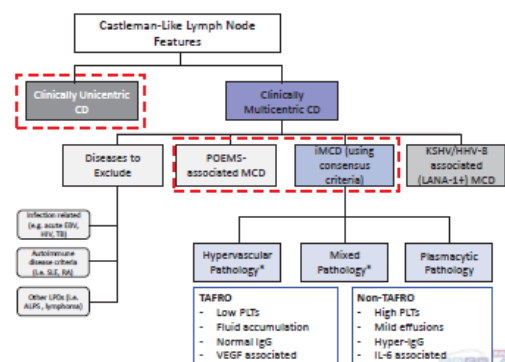 Castleman-Like Lymph Node
Features
Clinically Unicentric
CD
Clinically
Multicentric CD
Diseases to
Exclude
POEMS-
associated MCD
iMCD (using
consensus
criteria)
KSHV/HHV-8
associated
(LANA-1+) MCD
Infection related
(e.g. acute EBV,
HIV, TB)
Autoimmune
disease criteria
(i.e. SLE, RA)
Other LPDs (i.e.
ALPS, lymphoma)
Hypervascular
Pathology*
Mixed
Pathology*
Plasmacytic
Pathology
TAFRO
- Low PLTs
- Fluid accumulation
- Normal IgG
- VEGF associated
Non-TAFRO
- High PLTs
- Mild effusions
- Hyper-IgG
- IL-6 associated